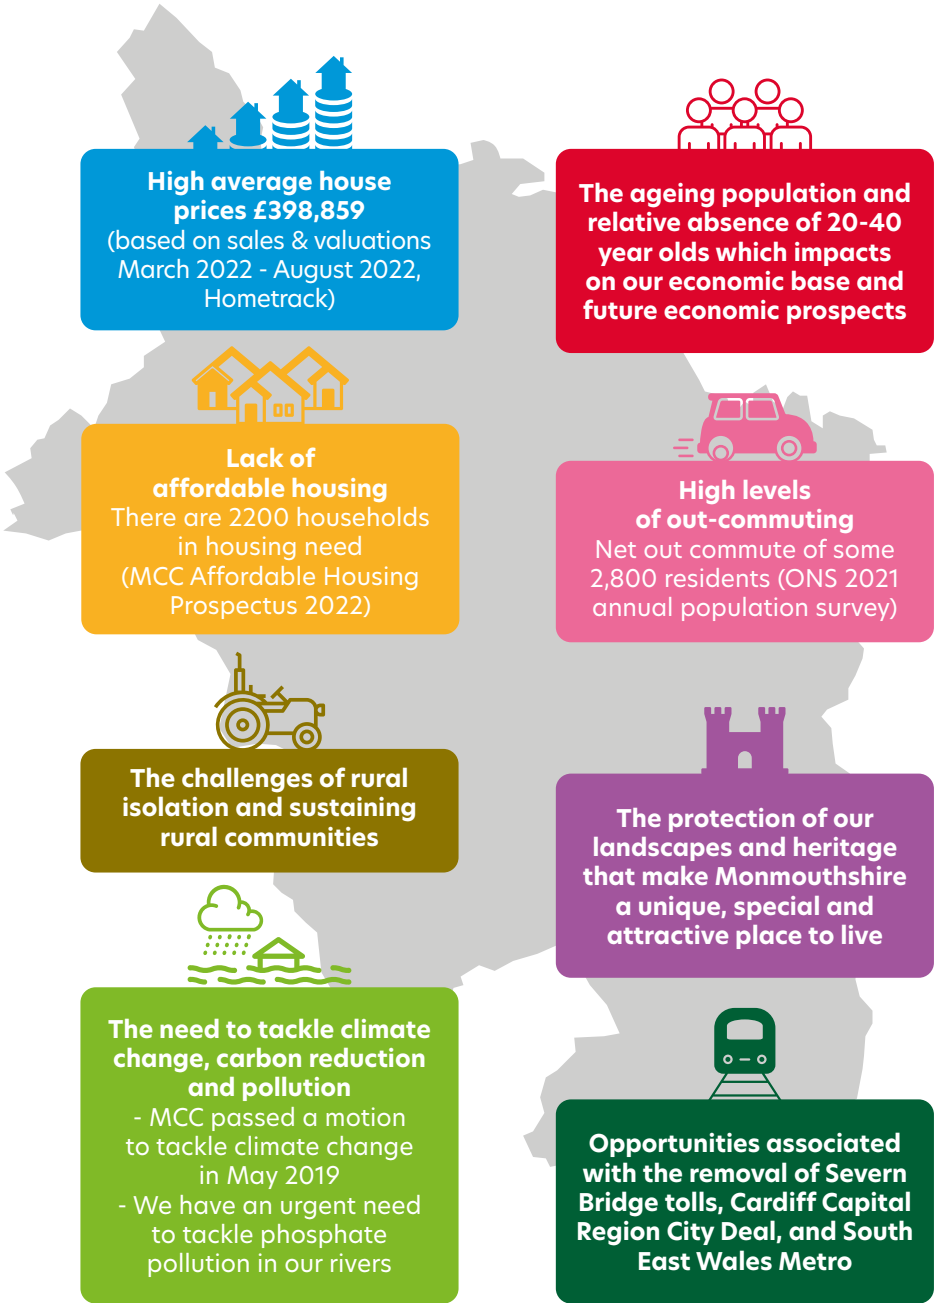 High average house
prices £398,859
(based on sales & valuations
March 2022 - August 2022,
Hometrack)
Lack of
affordable housing
There are 2200 households
in housing need
(MCC Affordable Housing
Prospectus 2022)
The challenges of rural
isolation and sustaining
rural communities
The need to tackle climate
change, carbon reduction
and pollution
- MCC passed a motion
to tackle climate change
in May 2019
- We have an urgent need
to tackle phosphate
pollution in our rivers
The ageing population and
relative absence of 20-40
year olds which impacts
on our economic base and
future economic prospects
High levels
of out-commuting
Net out commute of some
2,800 residents (ONS 2021
annual population survey)
The protection of our
landscapes and heritage
that make Monmouthshire
a unique, special and
attractive place to live
Opportunities associated
with the removal of Severn
Bridge tolls, Cardiff Capital
Region City Deal, and South
East Wales Metro